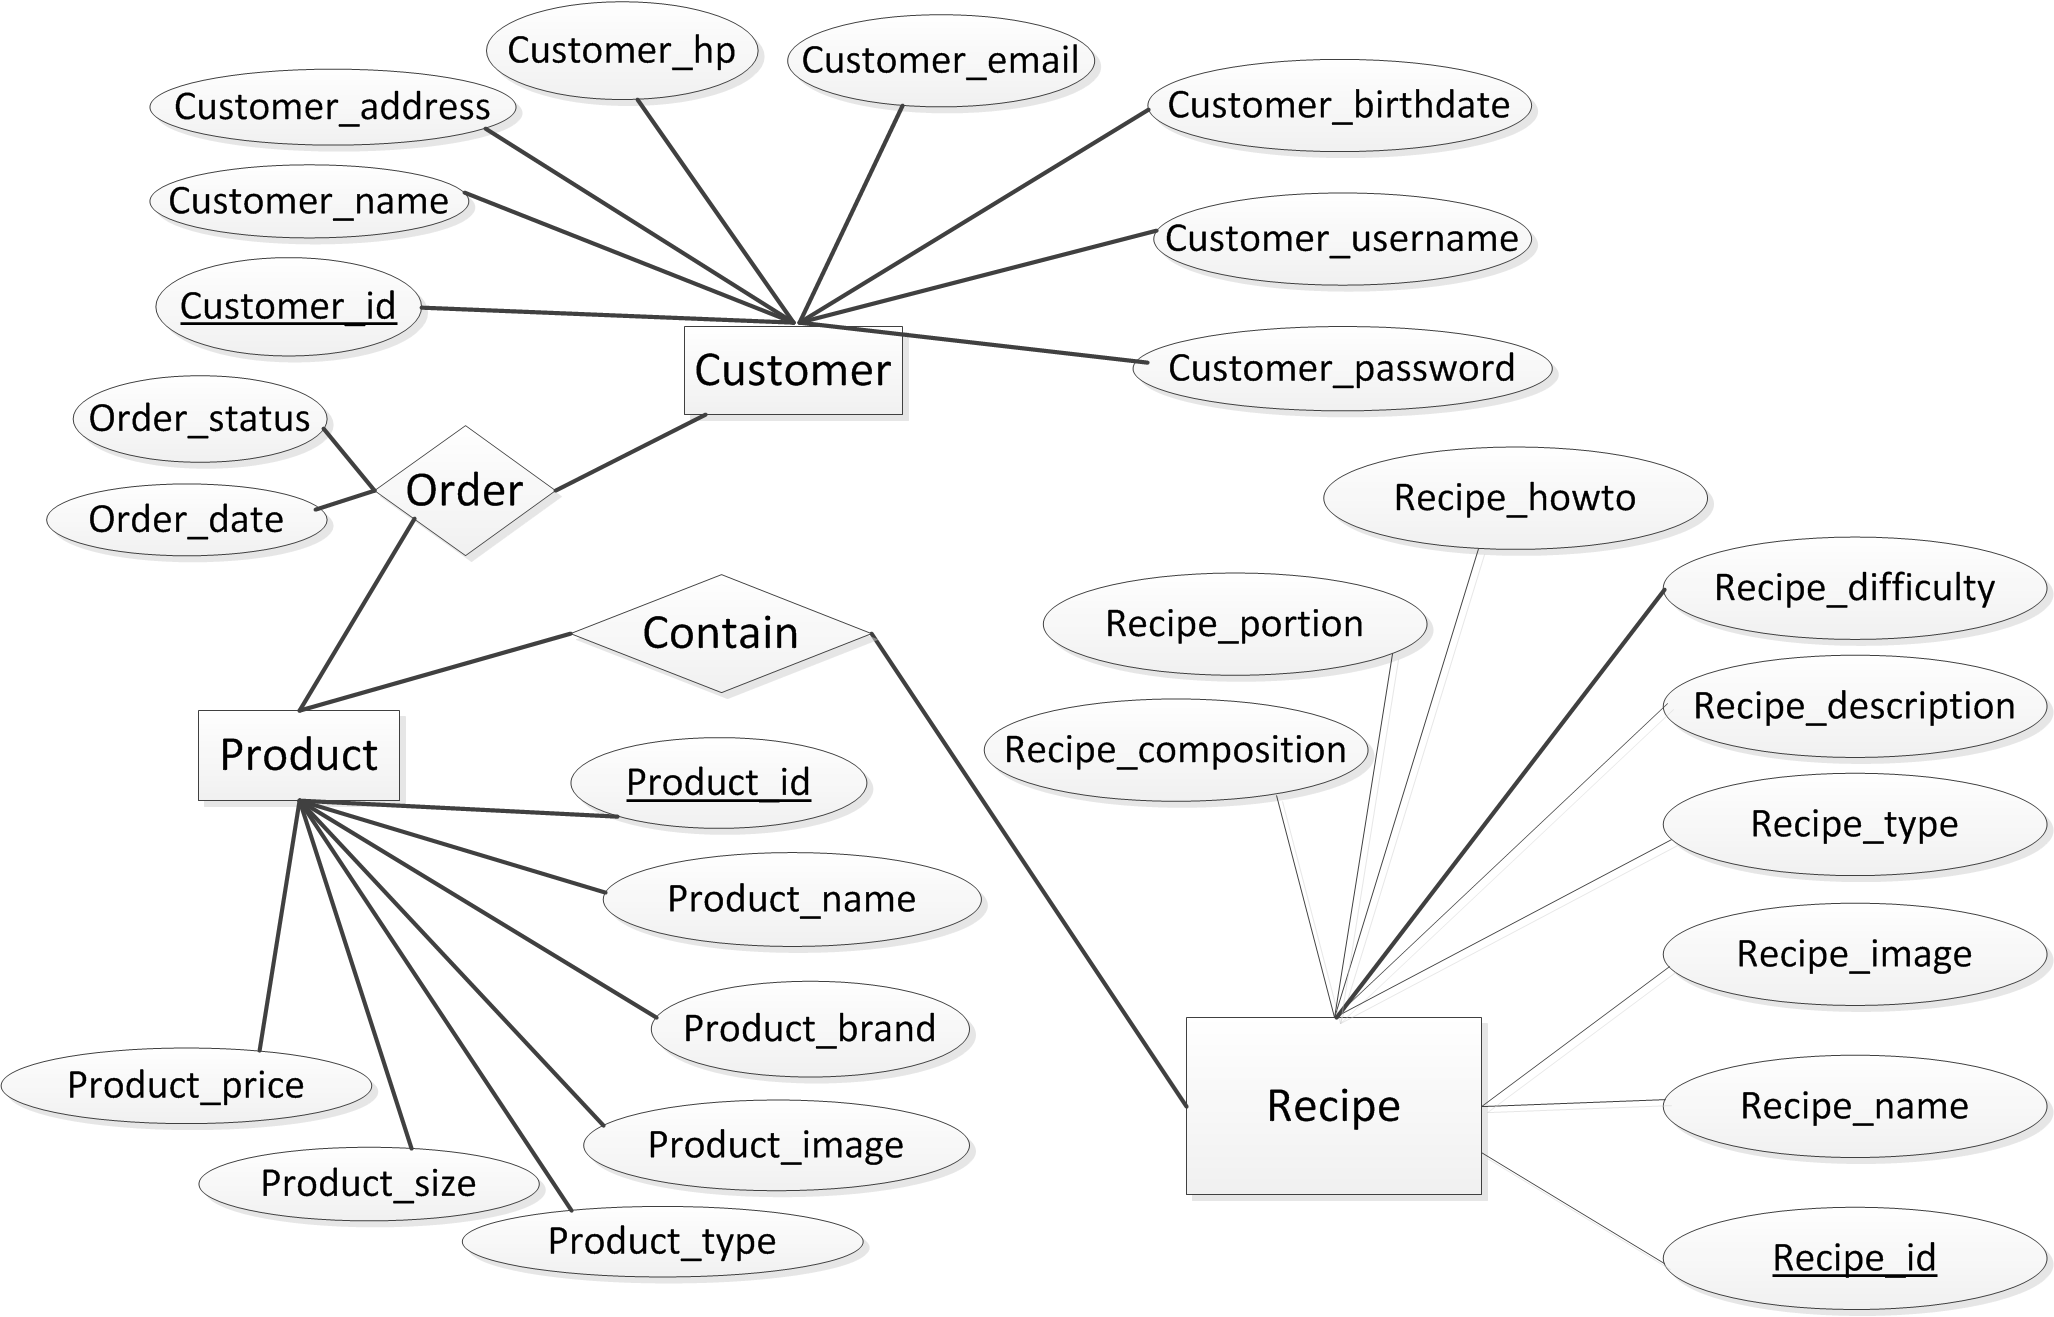 Customer_hp
Customer_email
Customer_address
Customer_birthdate
Customer_name
Customer_username
Customer_id
Customer
Customer_password
Order_status
Order
Order_date
Recipe_howto
Recipe_difficulty
Contain
Recipe_portion
Recipe_description
Product
Recipe_composition
Product_id
Recipe_type
Product_name
Recipe_image
Product_brand
Product_price
Recipe
Recipe_name
Product_image
Product_size
Product_type
Recipe_id